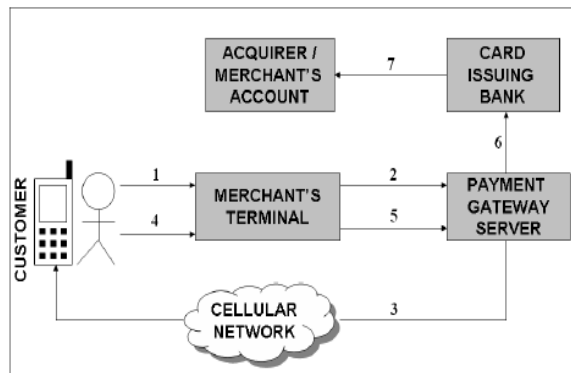 ACQUIRER /
MERCHANT'S
ACCOUNT
7
CARD
ISSUING
BANK
6
CUSTOMER
1
4
MERCHANT'S
TERMINAL
2
5
PAYMENT
GATEWAY
SERVER
CELLULAR
NETWORK
3